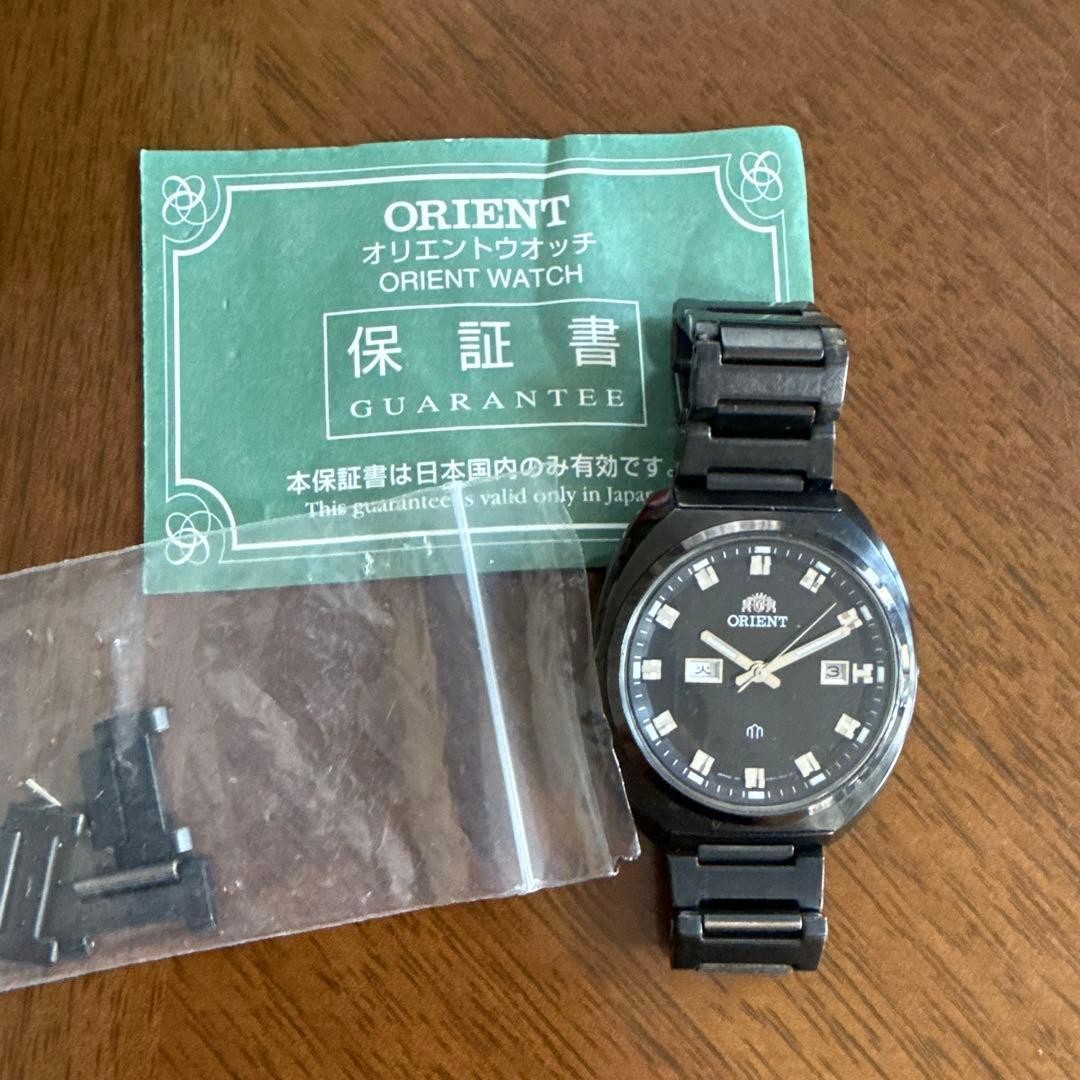 ORIENT
オリエントウオッチ
ORIENT WATCH
保証書
GUARANTEE
本保証書は日本国内のみ有効です。
This guarantee is valid only in Japan
ORIENT
火
3